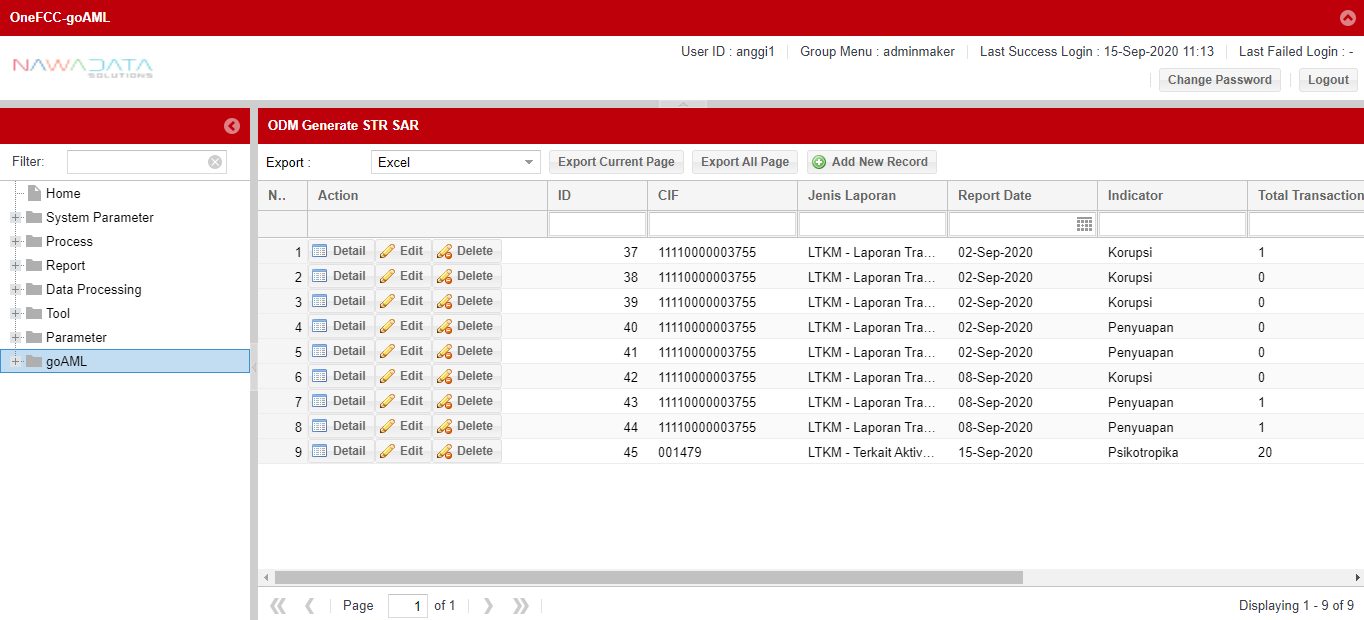 OneFCC-goAML
NAWADATA
SOLUTIONS
User ID : anggi1 Group Menu : adminmaker Last Success Login : 15-Sep-2020 11:13 Last Failed Login : -
Change Password Logout
ODM Generate STR SAR
Filter:
Home
System Parameter
Process
Report
Data Processing
Tool
Parameter
goAML
Export : Excel Export Current Page Export All Page Add New Record
N.. Action ID CIF Jenis Laporan Report Date Indicator Total Transaction
1 Detail Edit Delete 37 11110000003755 LTKM - Laporan Tra... 02-Sep-2020 Korupsi 1
2 Detail Edit Delete 38 11110000003755 LTKM - Laporan Tra... 02-Sep-2020 Korupsi 0
3 Detail Edit Delete 39 11110000003755 LTKM - Laporan Tra... 02-Sep-2020 Korupsi 0
4 Detail Edit Delete 40 11110000003755 LTKM - Laporan Tra... 02-Sep-2020 Penyuapan 0
5 Detail Edit Delete 41 11110000003755 LTKM - Laporan Tra... 02-Sep-2020 Penyuapan 0
6 Detail Edit Delete 42 11110000003755 LTKM - Laporan Tra... 08-Sep-2020 Korupsi 0
7 Detail Edit Delete 43 11110000003755 LTKM - Laporan Tra... 08-Sep-2020 Penyuapan 1
8 Detail Edit Delete 44 11110000003755 LTKM - Laporan Tra... 08-Sep-2020 Penyuapan 1
9 Detail Edit Delete 45 001479 LTKM - Terkait Aktiv... 15-Sep-2020 Psikotropika 20
Page 1 of 1 Displaying 1 - 9 of 9